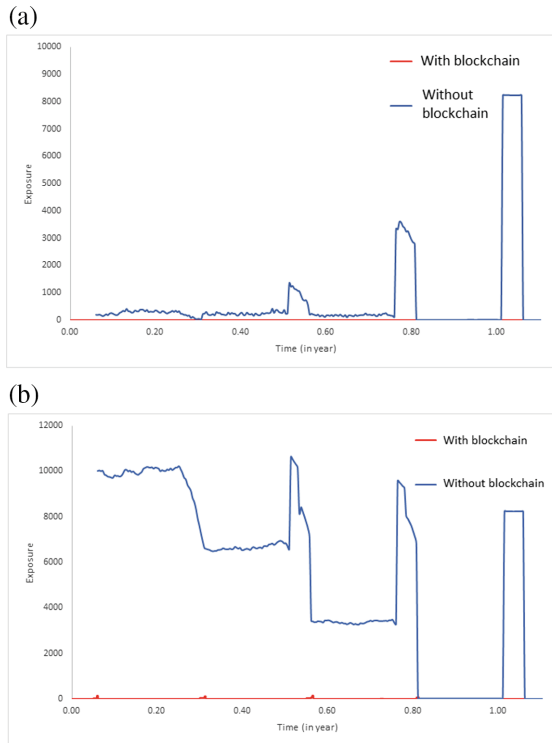 (a)
10000
9000
8000
7000
6000
5000
4000
3000
2000
1000
0
Exposure
With blockchain
Without
blockchain
0.00 0.20 0.40 0.60 0.80 1.00
Time (in year)
(b)
12000
10000
8000
6000
4000
2000
0
Exposure
With blockchain
Without blockchain
0.00 0.20 0.40 0.60 0.80 1.00
Time (in year)